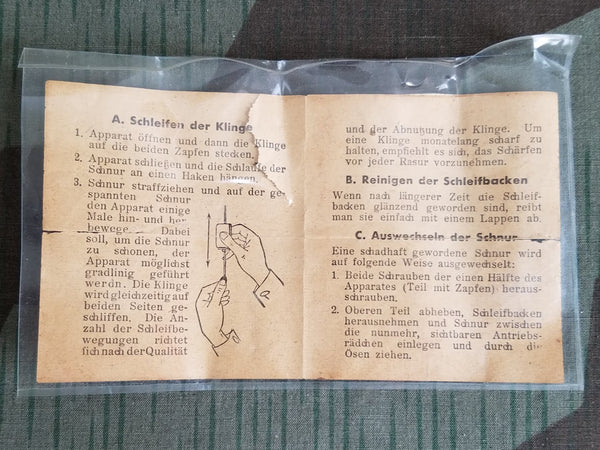 A. Schleifen der Klinge
1. Apparat öffnen und dann die Klinge
auf die beiden Zapfen stecken.
2. Apparat schließen und die Schlaufe der
Schnur an einen Haken hängen.
3. Schnur straffziehen und auf der ge-
spannten Schnur
den Apparat einige
Male hin- und her
bewege. Dabei
soll, um die Schnur
zu schonen, der
Apparat möglichst
gradlinig geführt
werdn. Die Klinge
wird gleichzeitig auf
beiden Seiten ge-
schliffen. Die An-
zahl der Schleifbe-
wegungen richtet
sich nach der Qualität
und der Abnutzung der Klinge. Um
eine Klinge monatelang scharf zu
halten, empfiehlt es sich, das Schärfen
vor jeder Rasur vorzunehmen.
B. Reinigen der Schleifbacken
Wenn nach längerer Zeit die Schleif-
backen glänzend geworden sind, reibt
man sie einfach mit einem Lappen ab.
C. Auswechseln der Schnur
Eine schadhaft gewordene Schnur wird
auf folgende Weise ausgewechselt:
1. Beide Schrauben der einen Hälfte des
Apparates (Teil mit Zapfen) heraus-
schrauben.
2. Oberen Teil abheben, Schleifbacken
herausnehmen und Schnur zwischen
die nunmehr, sichtbaren Antriebs-
rädchen einlegen und durch die
Ösen ziehen.